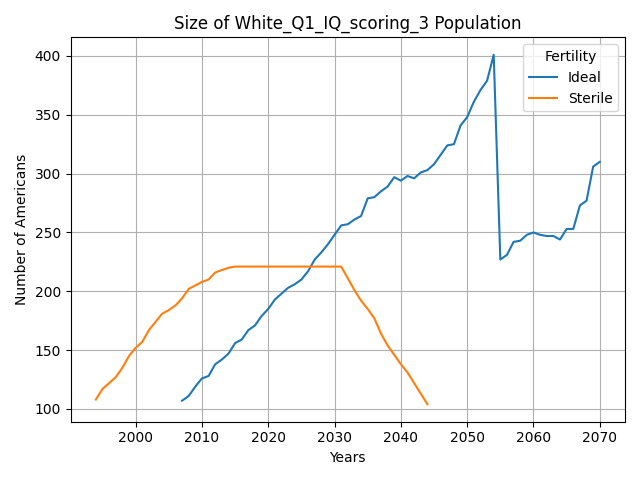 Size of White_Q1_IQ_scoring_3 Population
Fertility
Ideal
Sterile
Number of Americans
400
350
300
250
200
150
100
2000 2010 2020 2030 2040 2050 2060 2070
Years